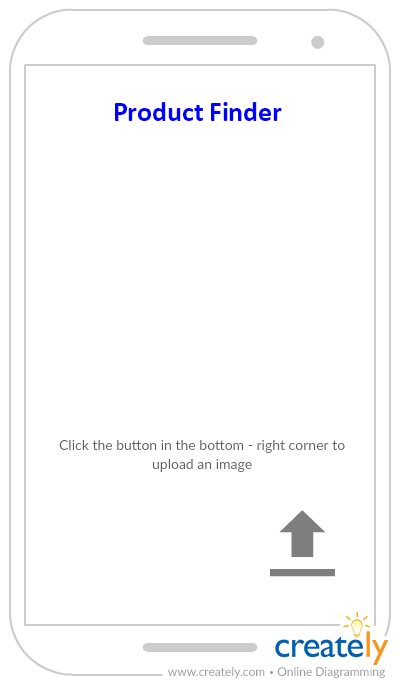 Product Finder
Click the button in the bottom - right corner to
upload an image
creately
www.creately.com • Online Diagramming